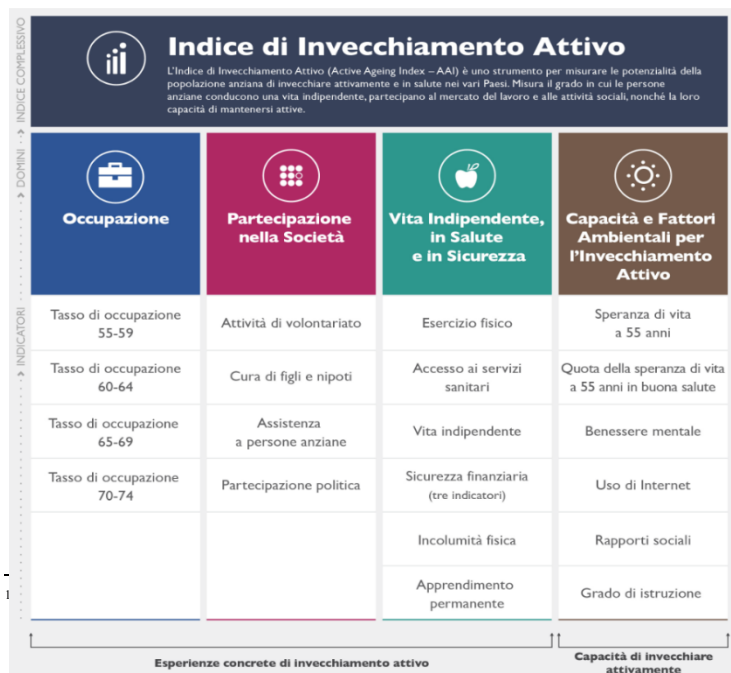 Indice di Invecchiamento Attivo
L'Indice di Invecchiamento Attivo (Active Ageing Index – AAI) è uno strumento per misurare le potenzialità della
popolazione anziana di invecchiare attivamente e in salute nei vari Paesi. Misura il grado in cui le persone
anziane conducono una vita indipendente, partecipano al mercato del lavoro e alle attività sociali, nonché la loro
capacità di mantenersi attive.
INDICE COMPLESSIVO
DOMINI
INDICATORI
Occupazione
Tasso di occupazione
55-59
Tasso di occupazione
60-64
Tasso di occupazione
65-69
Tasso di occupazione
70-74
Partecipazione
nella Società
Attività di volontariato
Cura di figli e nipoti
Assistenza
a persone anziane
Partecipazione politica
Vita Indipendente,
in Salute
e in Sicurezza
Esercizio fisico
Accesso ai servizi
sanitari
Vita indipendente
Sicurezza finanziaria
(tre indicatori)
Incolumità fisica
Apprendimento
permanente
Capacità e Fattori
Ambientali per
l'Invecchiamento
Attivo
Speranza di vita
a 55 anni
Quota della speranza di vita
a 55 anni in buona salute
Benessere mentale
Uso di Internet
Rapporti sociali
Grado di istruzione
Esperienze concrete di invecchiamento attivo
Capacità di invecchiare
attivamente